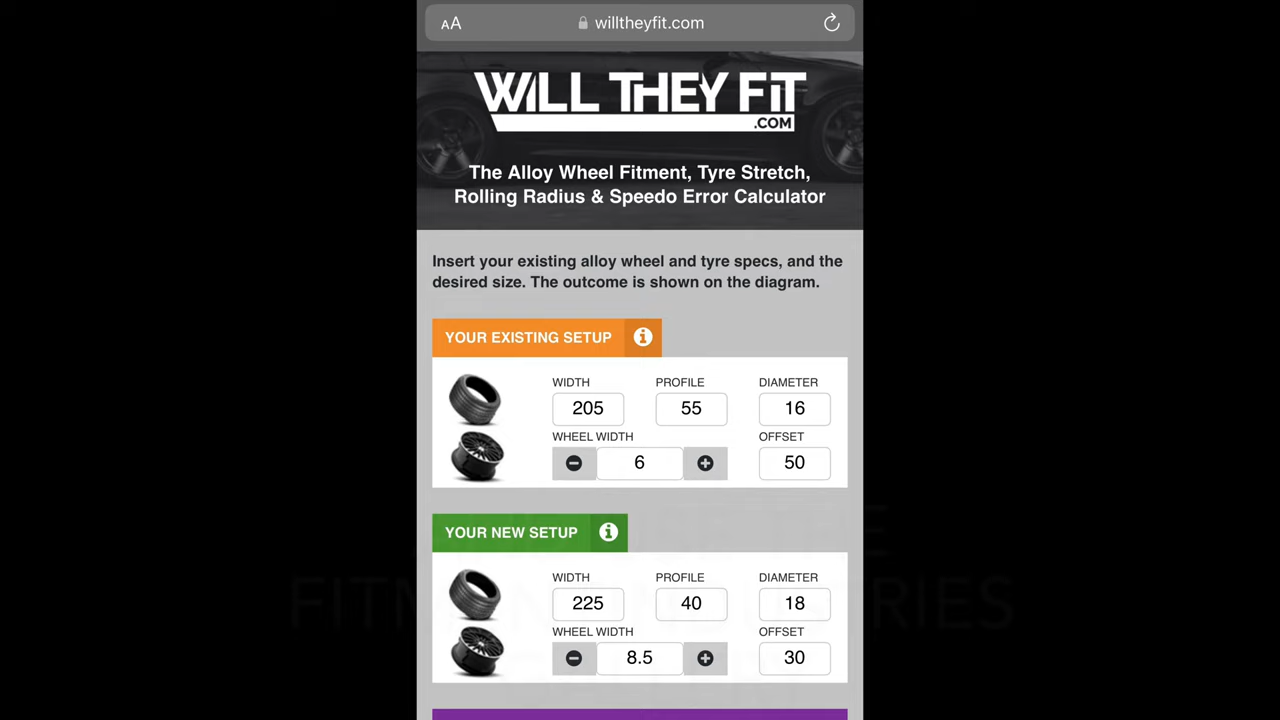 AA willtheyfit.com
WILL THEY FIT
.COM
The Alloy Wheel Fitment, Tyre Stretch,
Rolling Radius & Speedo Error Calculator
Insert your existing alloy wheel and tyre specs, and the
desired size. The outcome is shown on the diagram.
YOUR EXISTING SETUP
WIDTH PROFILE DIAMETER
205 55 16
WHEEL WIDTH OFFSET
6 50
YOUR NEW SETUP
WIDTH PROFILE DIAMETER
225 40 18
WHEEL WIDTH OFFSET
8.5 30